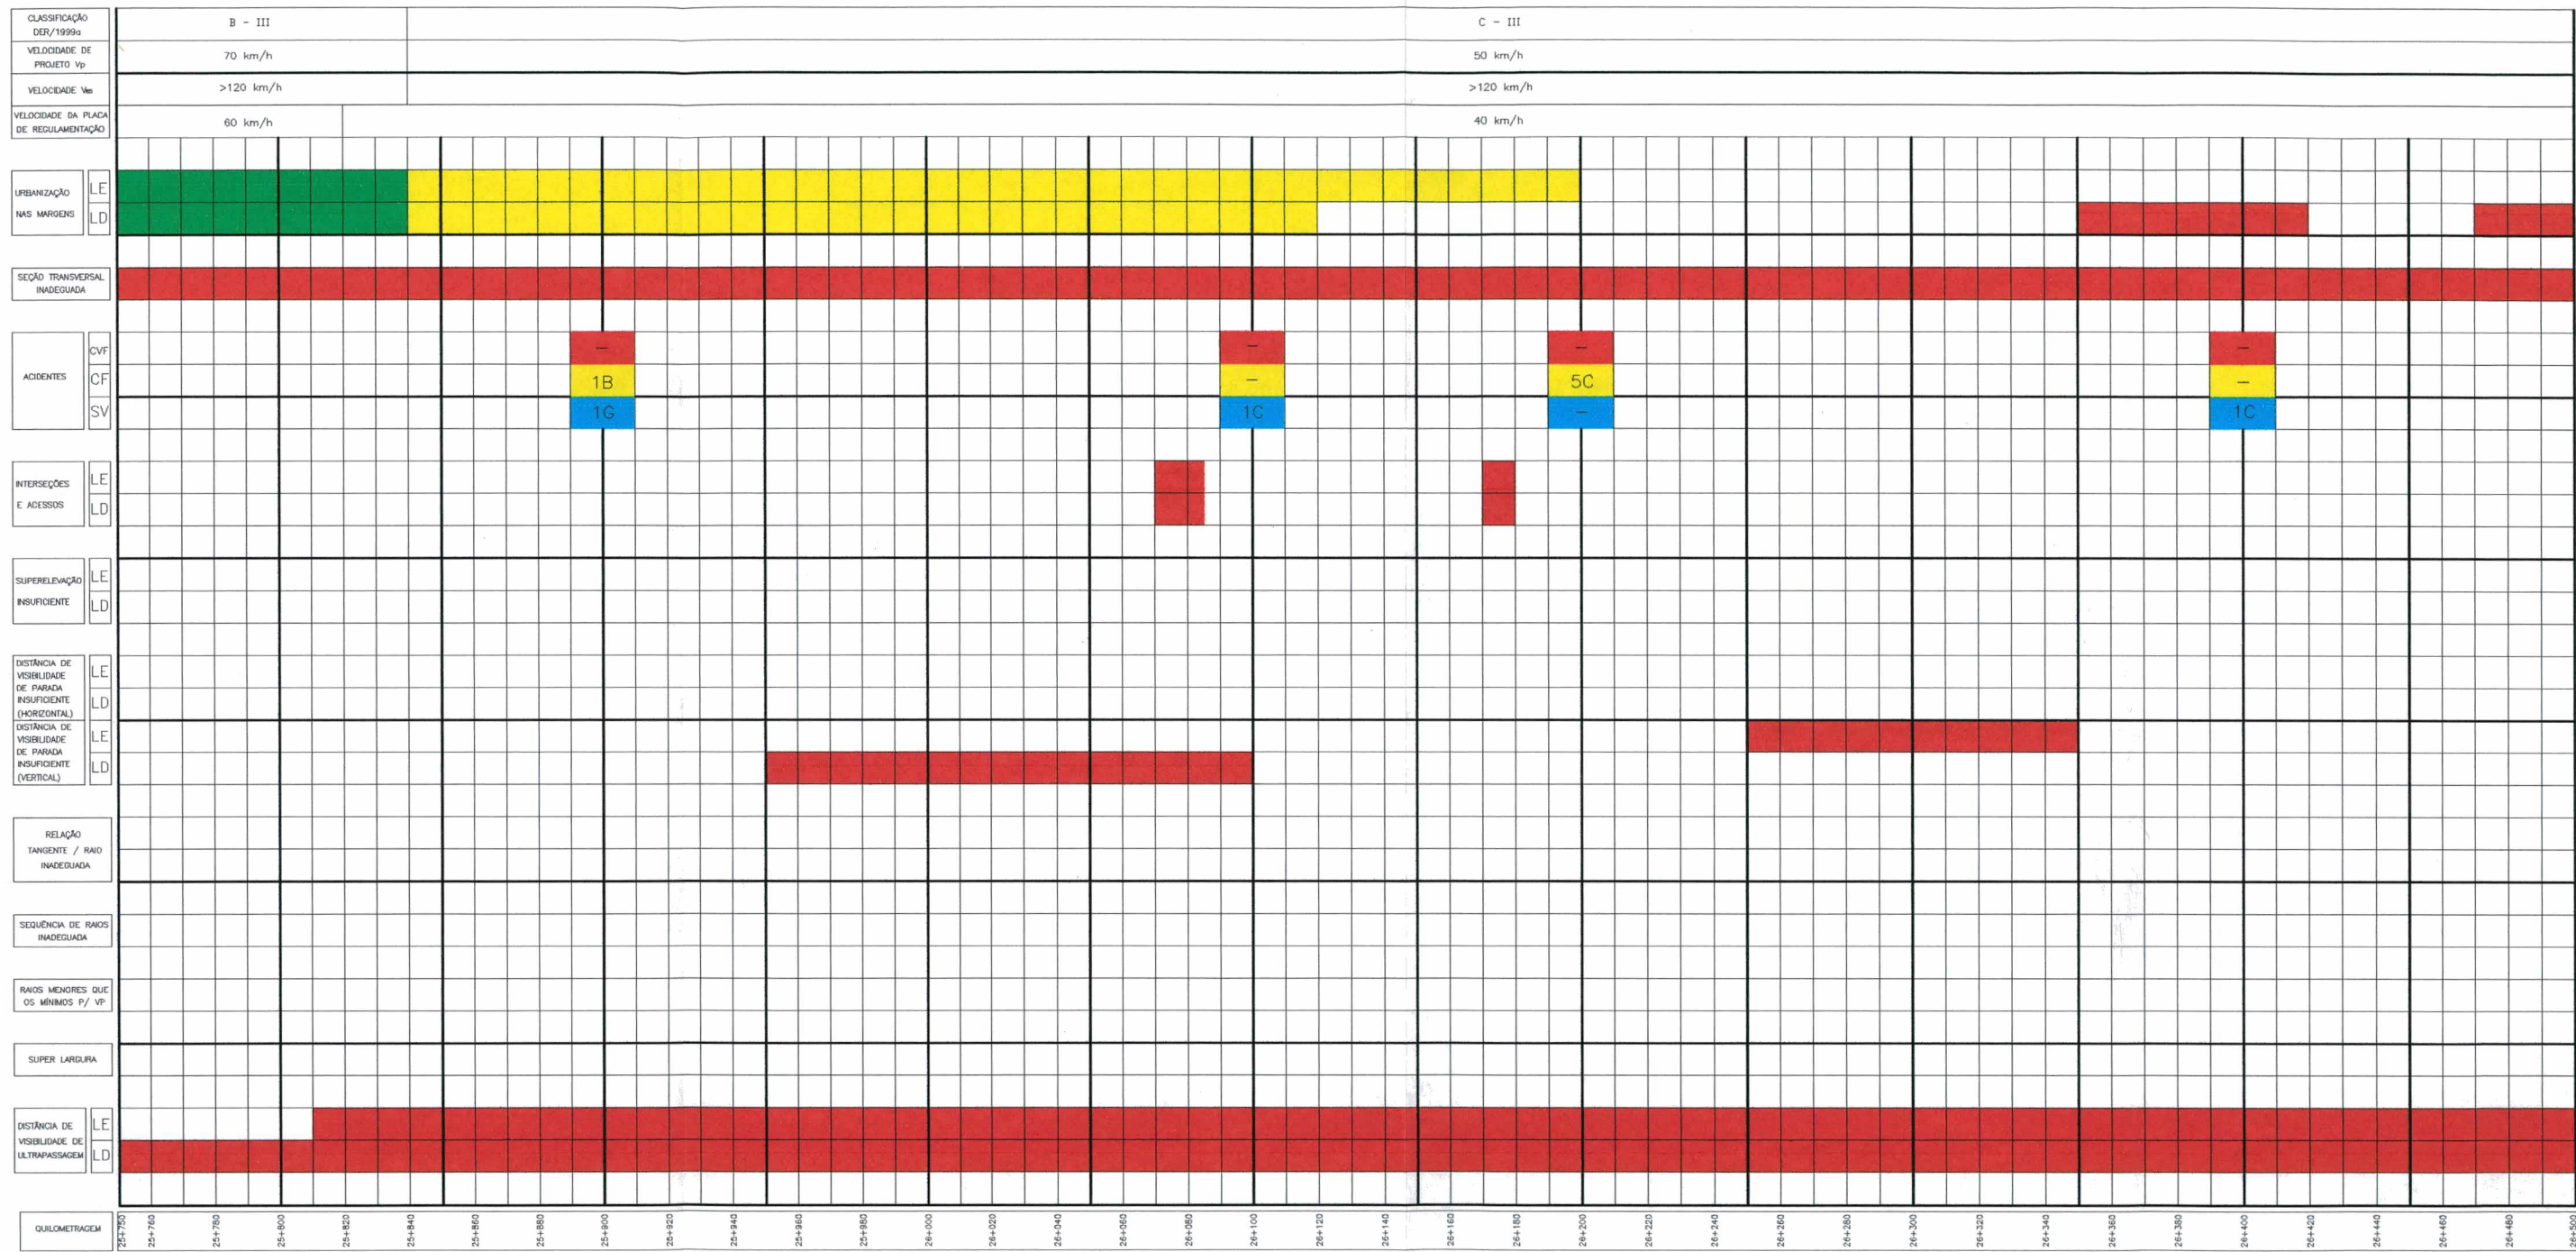 CLASSIFICAÇÃO
DER/1999a
B - III
C - III
VELOCIDADE DE
PROJETO Vp
70 km/h
50 km/h
VELOCIDADE V85
>120 km/h
>120 km/h
VELOCIDADE DA PLACA
DE REGULAMENTAÇÃO
60 km/h
40 km/h
URBANIZAÇÃO
NAS MARGENS
LE
LD
SEÇÃO TRANSVERSAL
INADEGUADA
ACIDENTES
CVF
CF
SV
-
-
-
-
1B
-
5C
-
1G
1C
-
1C
INTERSEÇÕES
E ACESSOS
LE
LD
SUPERELEVAÇÃO
INSUFICIENTE
LE
LD
DISTÂNCIA DE
VISIBILIDADE
DE PARADA
INSUFICIENTE
(HORIZONTAL)
LE
LD
DISTÂNCIA DE
VISIBILIDADE
DE PARADA
INSUFICIENTE
(VERTICAL)
LE
LD
RELAÇÃO
TANGENTE / RAIO
INADEGUADA
SEQUÊNCIA DE RAIOS
INADEGUADA
RAIOS MENORES QUE
OS MÍNIMOS P/ VP
SUPER LARGURA
DISTÂNCIA DE
VISIBILIDADE DE
ULTRAPASSAGEM
LE
LD
QUILOMETRAGEM
25+750
25+760
25+780
25+800
25+820
25+840
25+860
25+880
25+900
25+920
25+940
25+960
25+980
26+000
26+020
26+040
26+060
26+080
26+100
26+120
26+140
26+160
26+180
26+200
26+220
26+240
26+260
26+280
26+300
26+320
26+340
26+360
26+380
26+400
26+420
26+440
26+460
26+480
26+500